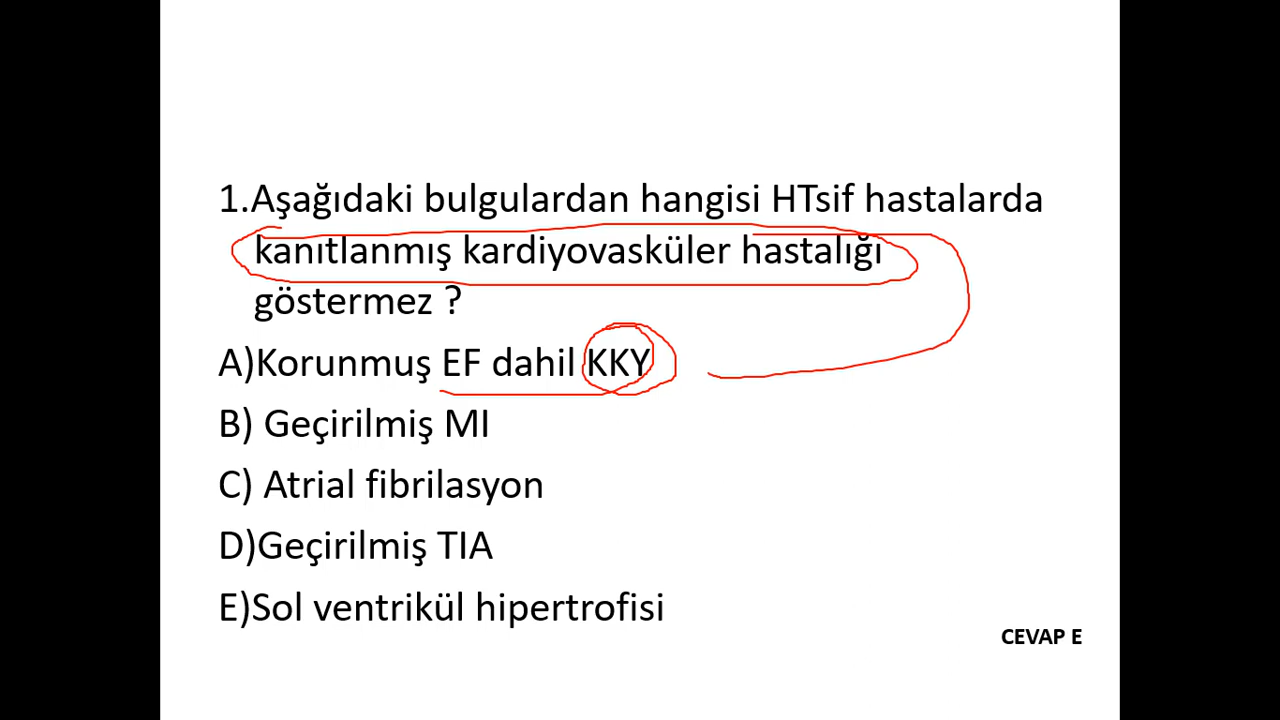 1.Aşağıdaki bulgulardan hangisi HTsif hastalarda
kanıtlanmış kardiyovasküler hastalığı
göstermez ?
A)Korunmuş EF dahil KKY
B) Geçirilmiş MI
C) Atrial fibrilasyon
D)Geçirilmiş TIA
E)Sol ventrikül hipertrofisi
CEVAP E